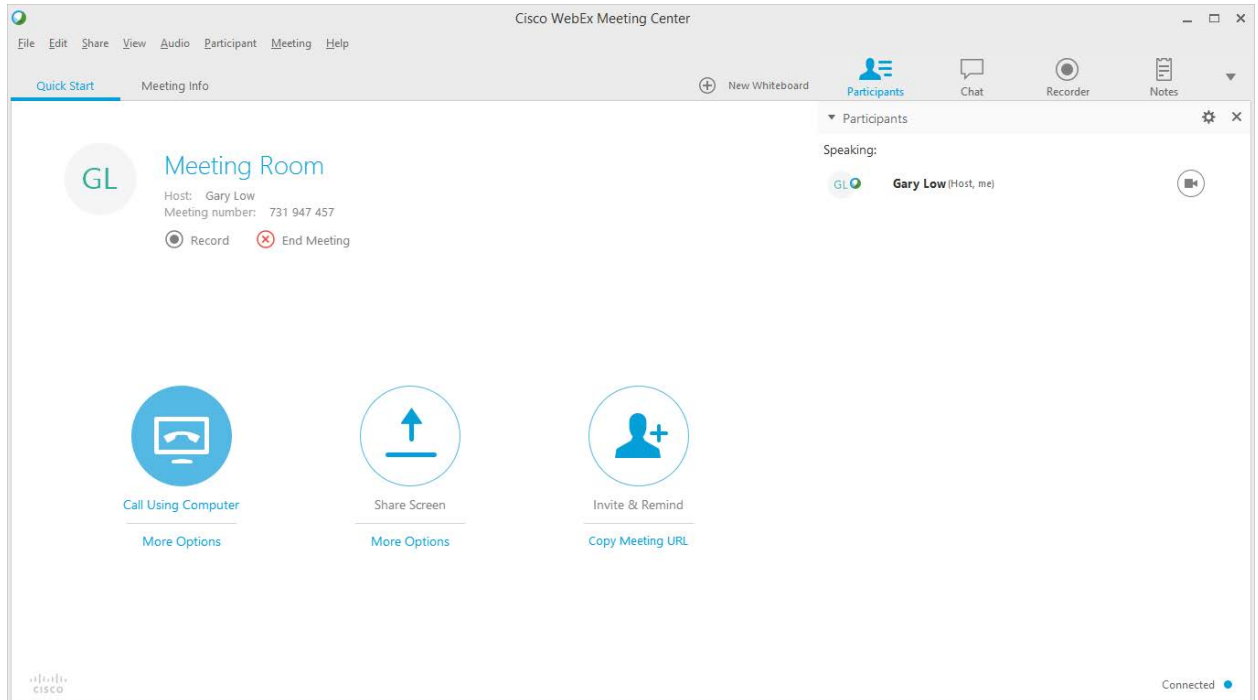 Cisco WebEx Meeting Center
File Edit Share View Audio Participant Meeting Help
Quick Start Meeting Info New Whiteboard Participants Chat Recorder Notes
Participants
GL
Meeting Room
Host: Gary Low
Meeting number: 731 947 457
Record End Meeting
Speaking:
GL Gary Low (Host, me)
Call Using Computer Share Screen Invite & Remind
More Options More Options Copy Meeting URL
CISCO
Connected